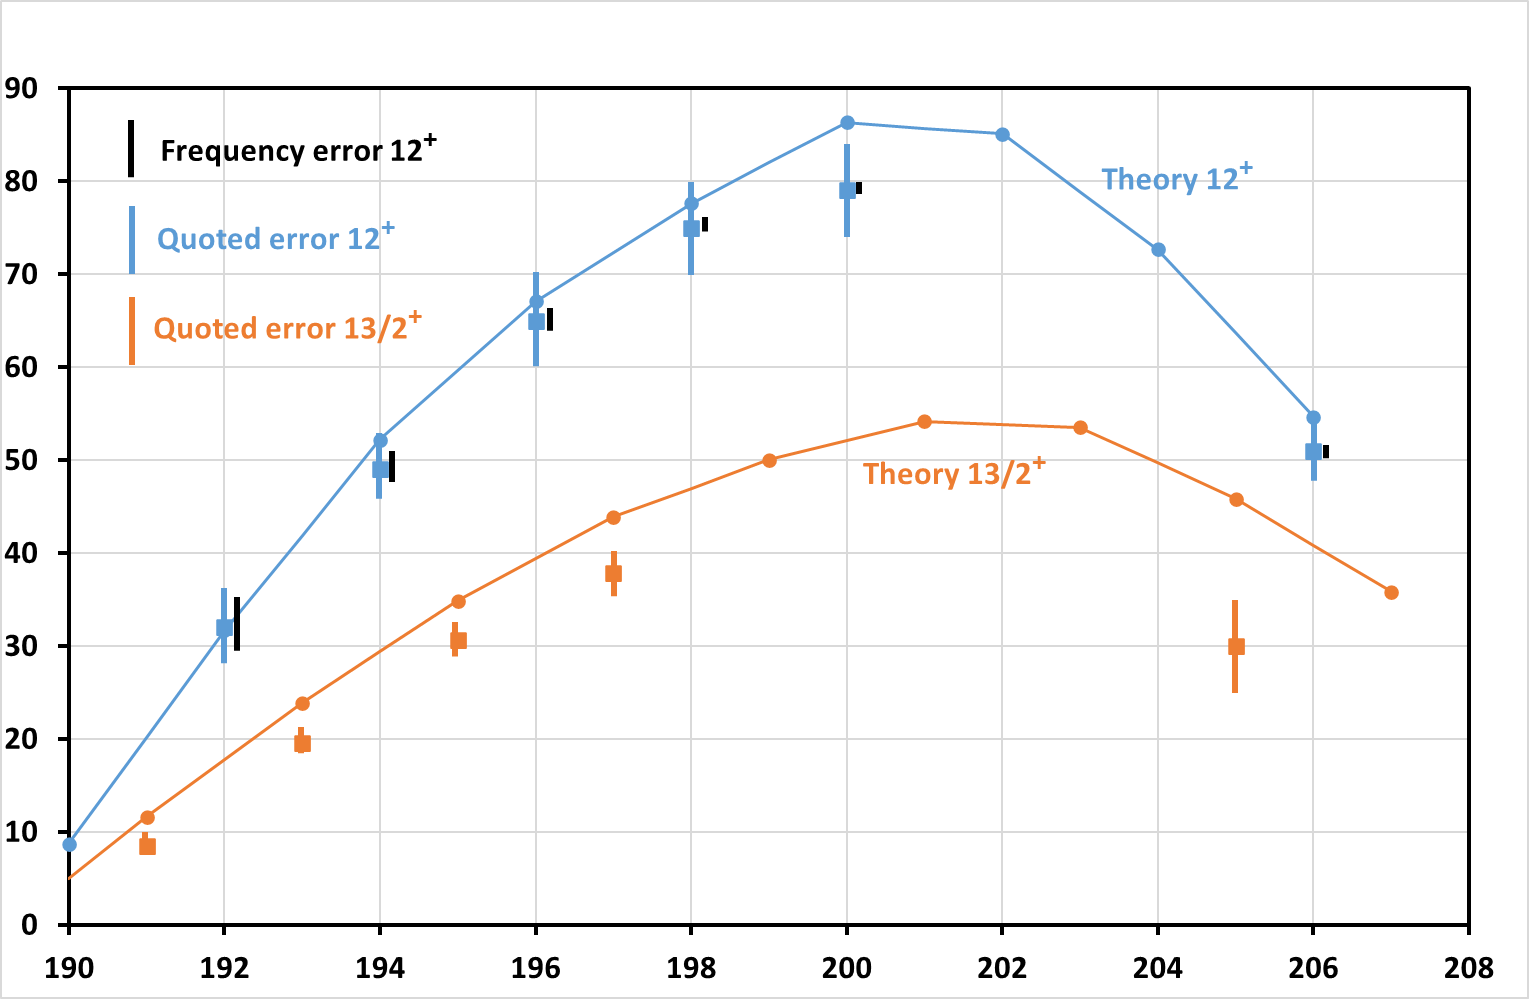 90
Frequency error 12⁺
80
Theory 12⁺
Quoted error 12⁺
70
Quoted error 13/2⁺
60
50
Theory 13/2⁺
40
30
20
10
0
190 192 194 196 198 200 202 204 206 208